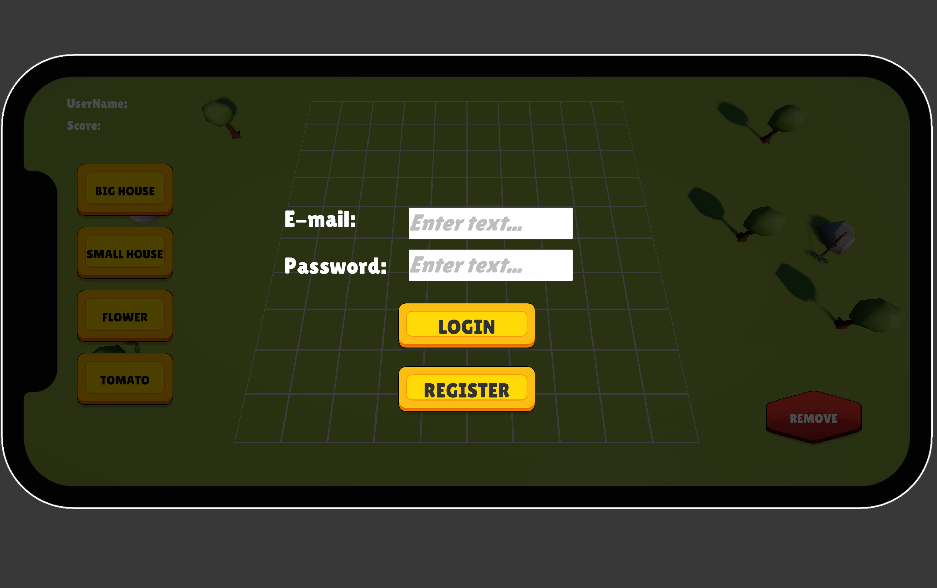 UserName:
Score:
BIG HOUSE
SMALL HOUSE
FLOWER
TOMATO
E-mail: Enter text...
Password: Enter text...
LOGIN
REGISTER
REMOVE